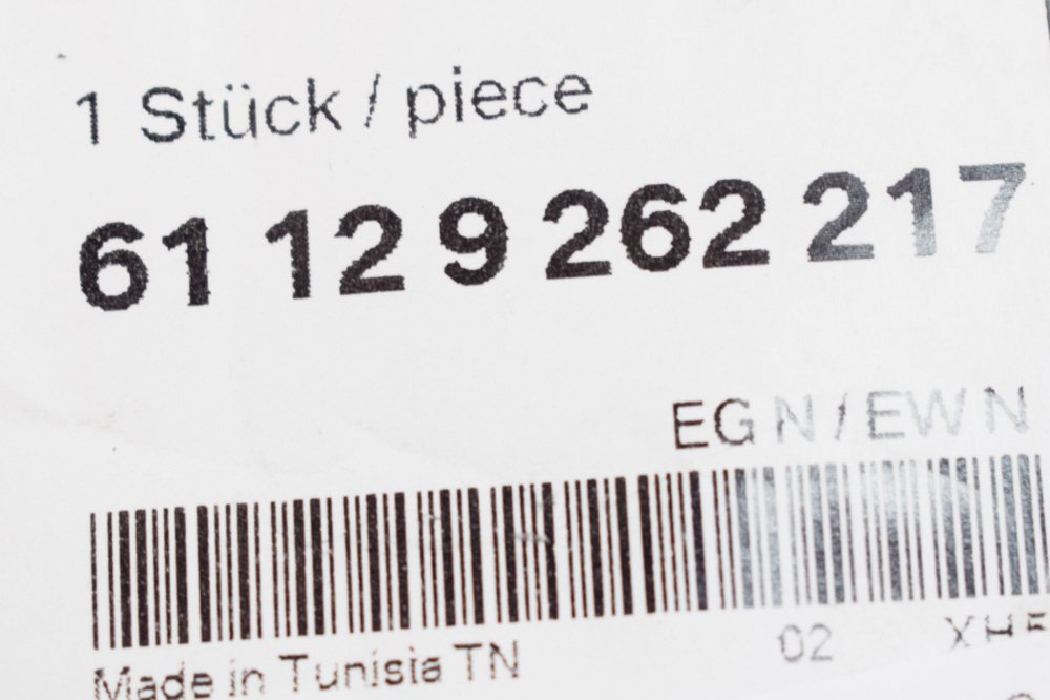 1 Stück / piece
61 12 9 262 217
EG N / EW N
Made in Tunisia TN
02